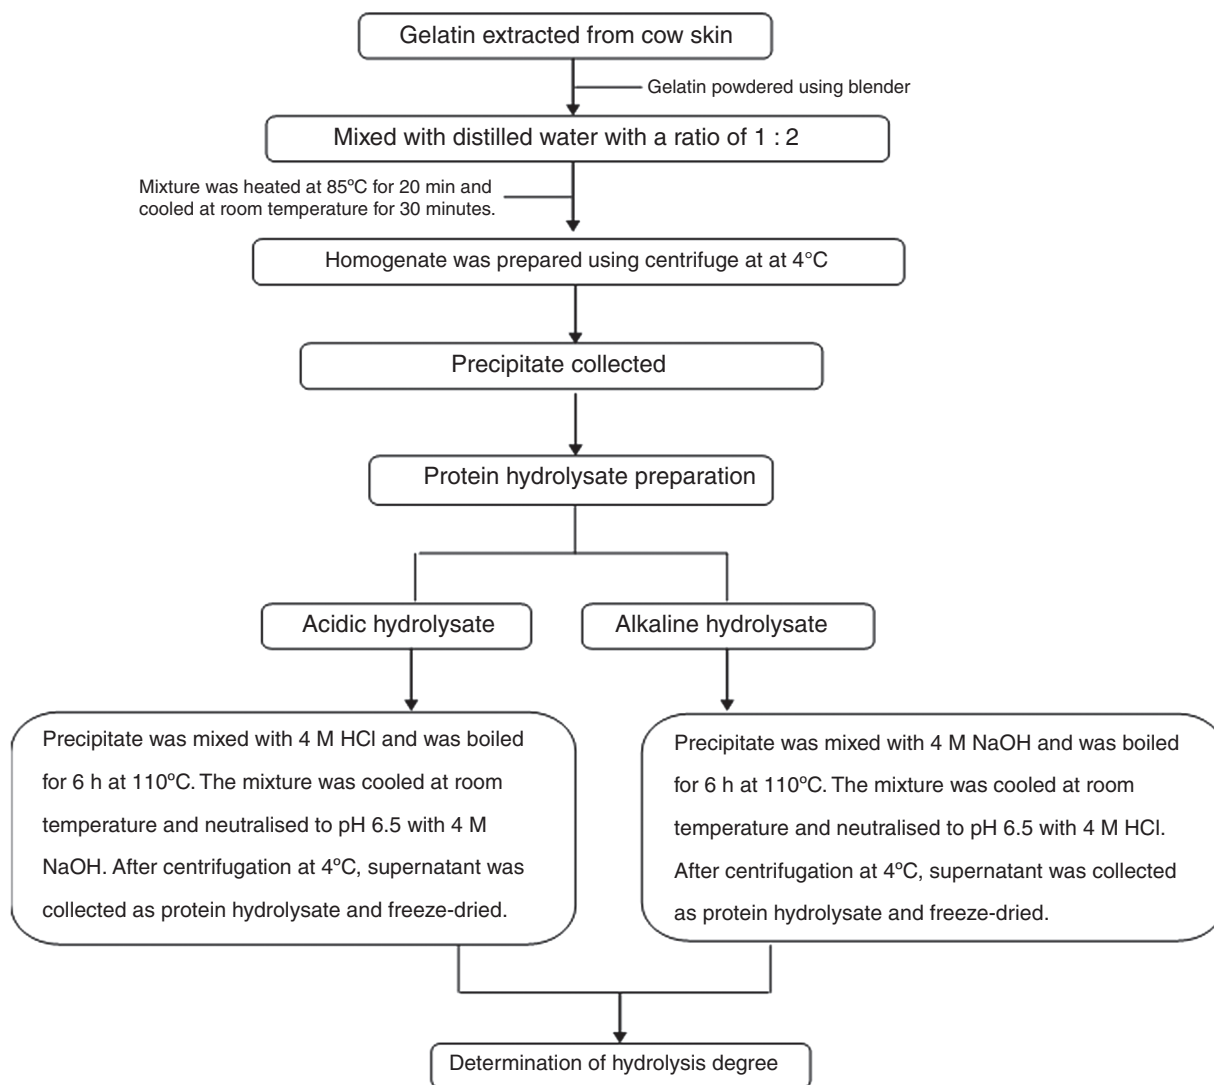 Gelatin extracted from cow skin
Gelatin powdered using blender
Mixed with distilled water with a ratio of 1 : 2
Mixture was heated at 85ºC for 20 min and
cooled at room temperature for 30 minutes.
Homogenate was prepared using centrifuge at at 4°C
Precipitate collected
Protein hydrolysate preparation
Acidic hydrolysate
Alkaline hydrolysate
Precipitate was mixed with 4 M HCl and was boiled
for 6 h at 110ºC. The mixture was cooled at room
temperature and neutralised to pH 6.5 with 4 M
NaOH. After centrifugation at 4ºC, supernatant was
collected as protein hydrolysate and freeze-dried.
Precipitate was mixed with 4 M NaOH and was boiled
for 6 h at 110ºC. The mixture was cooled at room
temperature and neutralised to pH 6.5 with 4 M HCl.
After centrifugation at 4ºC, supernatant was collected
as protein hydrolysate and freeze-dried.
Determination of hydrolysis degree